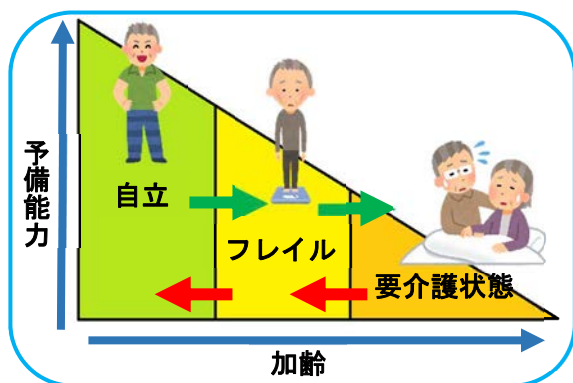 予備能力
自立
フレイル
要介護状態
加齢